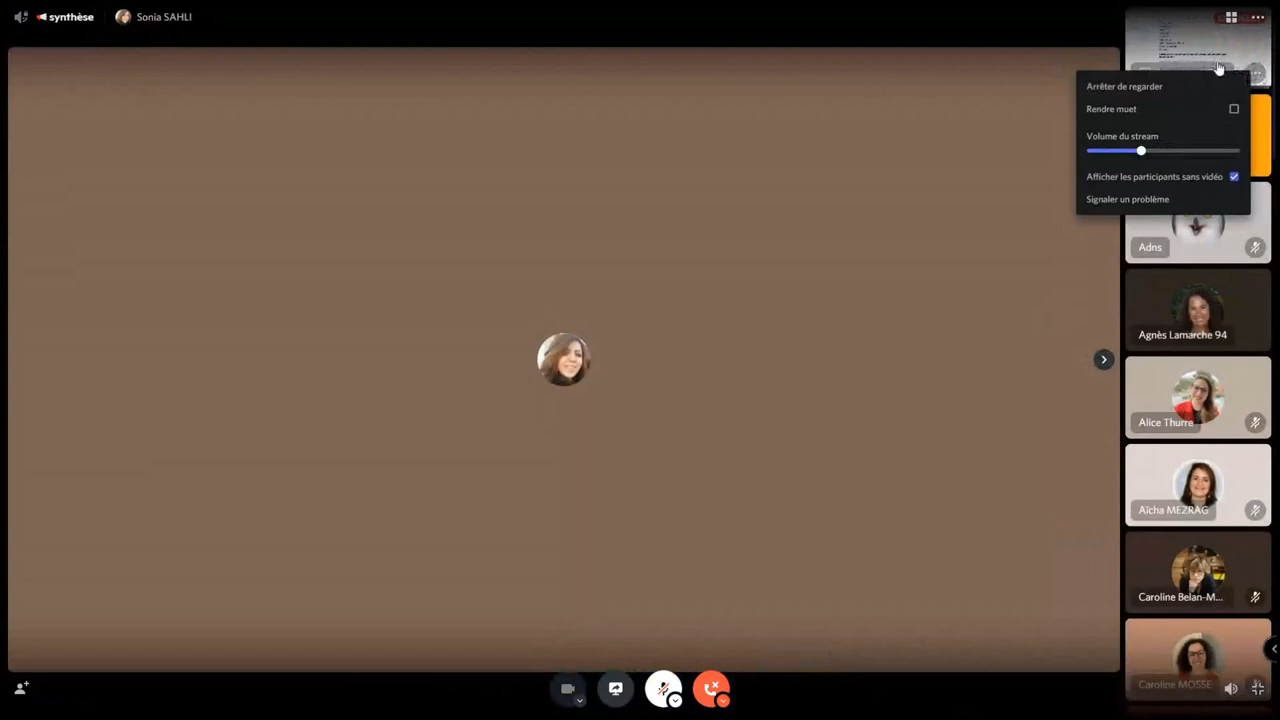 synthèse
Sonia SAHLI
Arrêter de regarder
Rendre muet
Volume du stream
Afficher les participants sans vidéo
Signaler un problème
Adns
Agnès Lamarche 94
Alice Thurre
Aïcha MEZRAG
Caroline Belan-M...
Caroline MOSSE